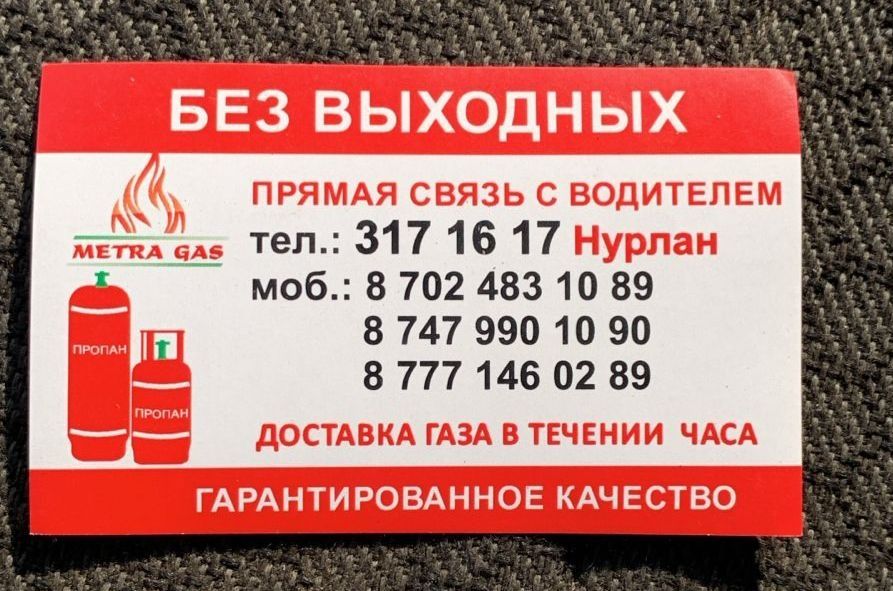 БЕЗ ВЫХОДНЫХ
ПРЯМАЯ СВЯЗЬ С ВОДИТЕЛЕМ
METRA GAS
тел.: 317 16 17 Нурлан
моб.: 8 702 483 10 89
8 747 990 10 90
8 777 146 02 89
ПРОПАН
ПРОПАН
ДОСТАВКА ГАЗА В ТЕЧЕНИИ ЧАСА
ГАРАНТИРОВАННОЕ КАЧЕСТВО